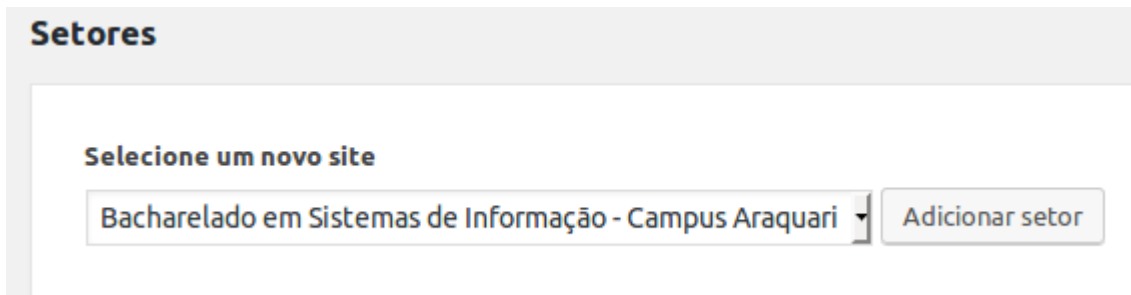 Setores
Selecione um novo site
Bacharelado em Sistemas de Informação - Campus Araquari
Adicionar setor